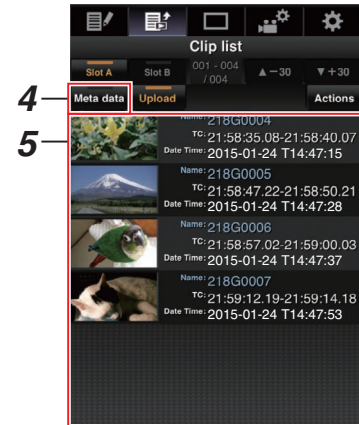 Clip list
Slot A
Slot B
001 - 004
/ 004
▲−30
▼+30
4
Meta data
Upload
Actions
5
Name: 218G0004
TC: 21:58:35.08-21:58:40.07
Date Time: 2015-01-24 T14:47:15
Name: 218G0005
TC: 21:58:47.22-21:58:50.21
Date Time: 2015-01-24 T14:47:28
Name: 218G0006
TC: 21:58:57.02-21:59:00.03
Date Time: 2015-01-24 T14:47:37
Name: 218G0007
TC: 21:59:12.19-21:59:14.18
Date Time: 2015-01-24 T14:47:53